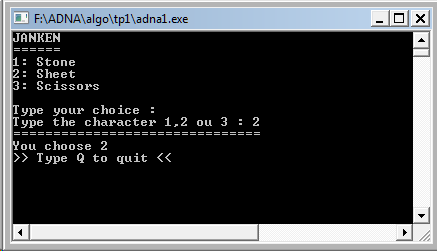 F:\ADNA\algo\tp1\adna1.exe
JANKEN
======
1: Stone
2: Sheet
3: Scissors
Type your choice :
Type the character 1,2 ou 3 : 2
===============================
You choose 2
>> Type Q to quit <<